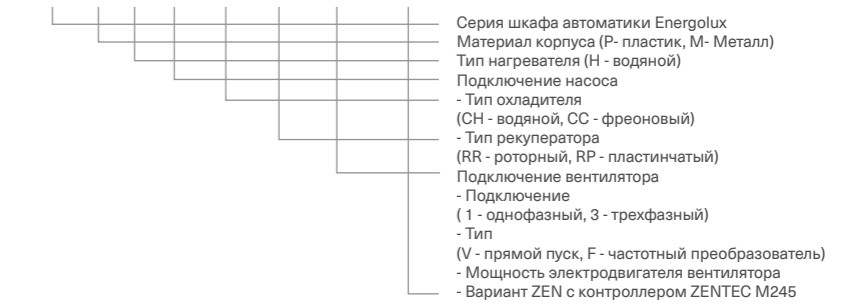 Серия шкафа автоматики Energolux
Материал корпуса (P- пластик, M- Металл)
Тип нагревателя (H - водяной)
Подключение насоса
- Тип охладителя
(CH - водяной, CC - фреоновый)
- Тип рекуператора
(RR - роторный, RP - пластинчатый)
Подключение вентилятора
- Подключение
( 1 - однофазный, 3 - трехфазный)
- Тип
(V - прямой пуск, F - частотный преобразователь)
- Мощность электродвигателя вентилятора
- Вариант ZEN с контроллером ZENTEC M245